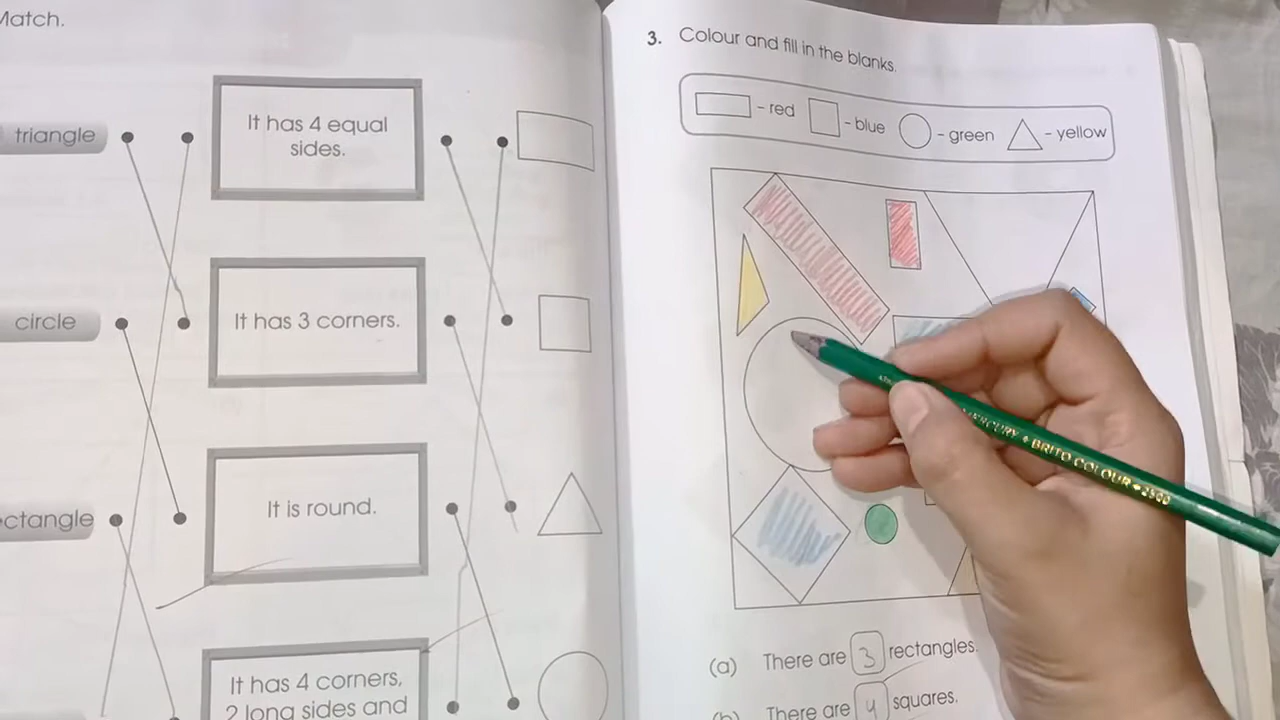 Match.
triangle
It has 4 equal
sides.
circle
It has 3 corners.
It is round.
It has 4 corners,
2 long sides and
3. Colour and fill in the blanks.
- red
- blue
- green
- yellow
MERCURY + BRITO COLOUR + 2500
(a) There are 3 rectangles.
There are 4 squares.